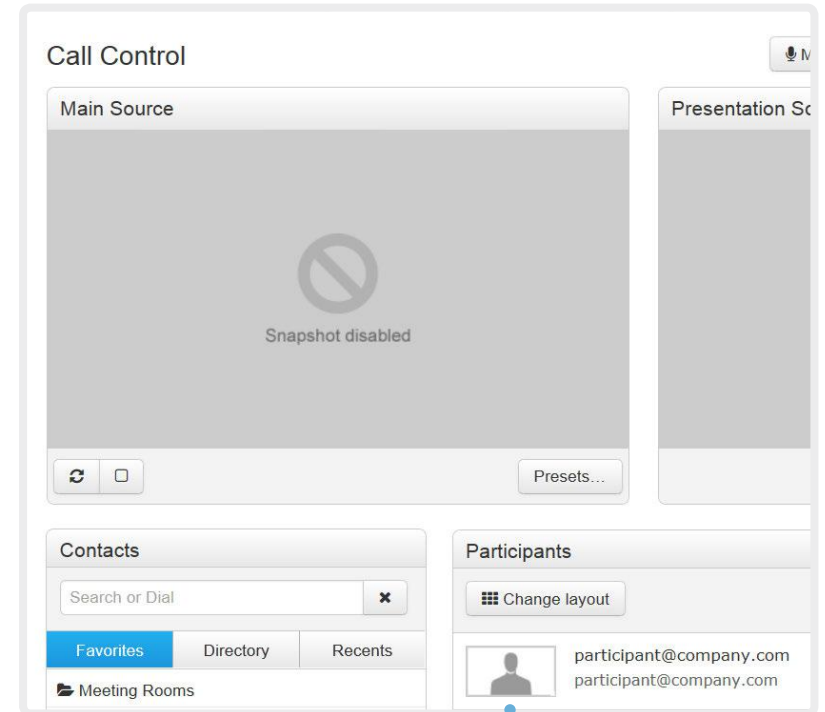 Call Control
Main Source
Presentation
Snapshot disabled
Presets...
Contacts
Participants
Search or Dial
Change layout
Favorites Directory Recents
participant@company.com
participant@company.com
Meeting Rooms